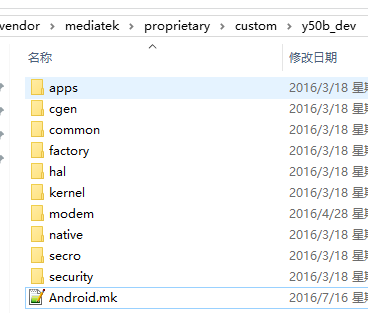 vendor › mediatek › proprietary › custom › y50b_dev
名称 修改日期
apps 2016/3/18 星期
cgen 2016/3/18 星期
common 2016/3/18 星期
factory 2016/3/18 星期
hal 2016/3/18 星期
kernel 2016/3/18 星期
modem 2016/4/28 星期
native 2016/3/18 星期
secro 2016/3/18 星期
security 2016/3/18 星期
Android.mk 2016/7/16 星期